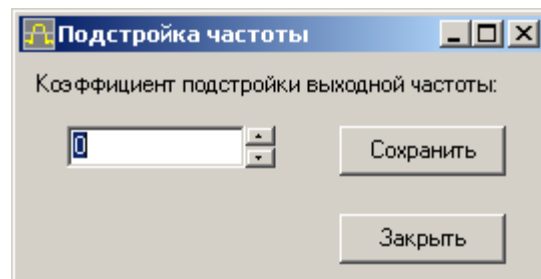 Подстройка частоты
Коэффициент подстройки выходной частоты:
0
Сохранить
Закрыть